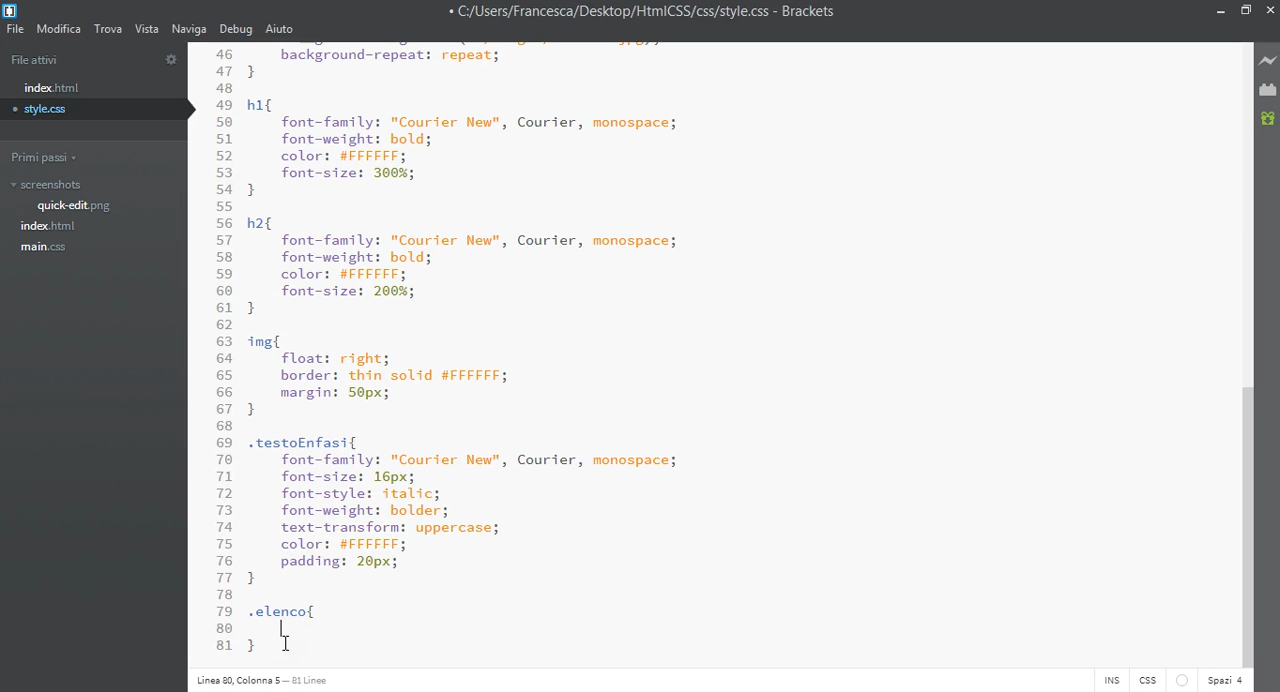 • C:/Users/Francesca/Desktop/HtmlCSS/css/style.css - Brackets
File Modifica Trova Vista Naviga Debug Aiuto
File attivi
index.html
• style.css
Primi passi
screenshots
quick-edit.png
index.html
main.css
46 background-repeat: repeat;
47 }
48
49 h1{
50 font-family: "Courier New", Courier, monospace;
51 font-weight: bold;
52 color: #FFFFFF;
53 font-size: 300%;
54 }
55
56 h2{
57 font-family: "Courier New", Courier, monospace;
58 font-weight: bold;
59 color: #FFFFFF;
60 font-size: 200%;
61 }
62
63 img{
64 float: right;
65 border: thin solid #FFFFFF;
66 margin: 50px;
67 }
68
69 .testoEnfasi{
70 font-family: "Courier New", Courier, monospace;
71 font-size: 16px;
72 font-style: italic;
73 font-weight: bolder;
74 text-transform: uppercase;
75 color: #FFFFFF;
76 padding: 20px;
77 }
78
79 .elenco{
80
81 }
Linea 80, Colonna 5 — 81 Linee
INS CSS Spazi 4